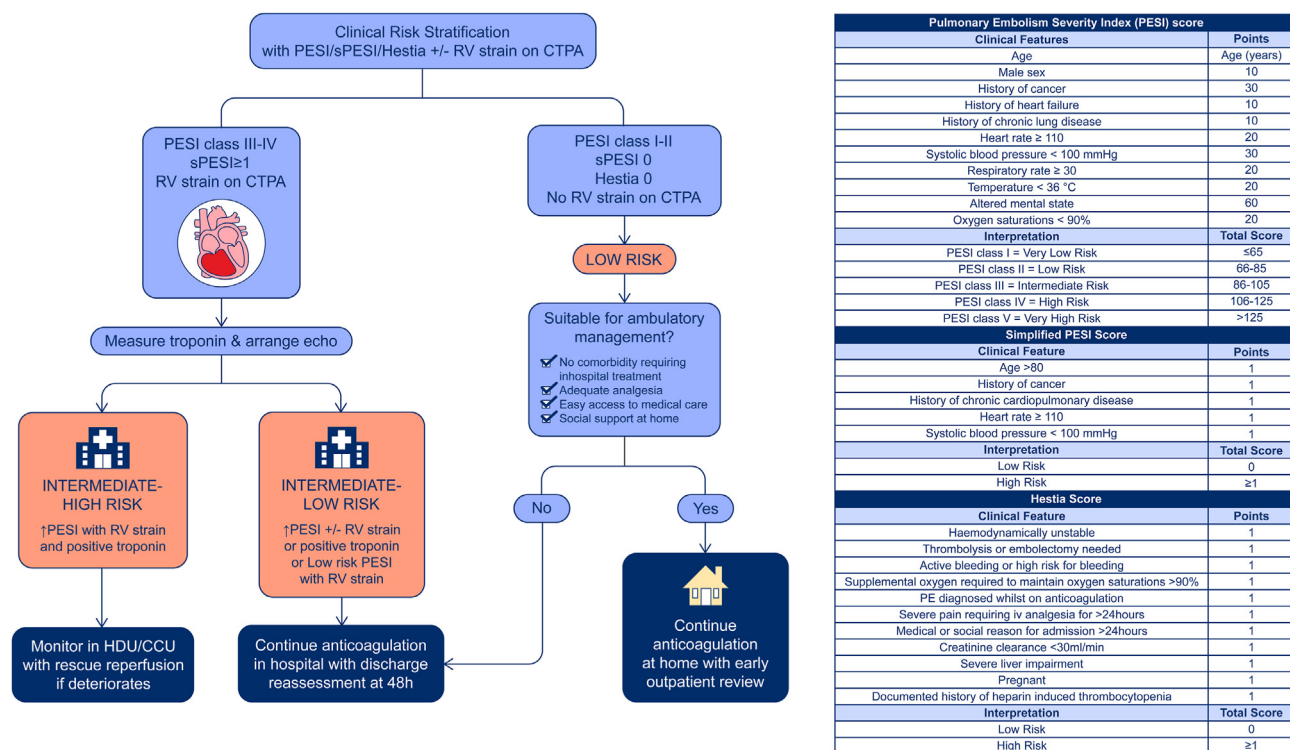 Clinical Risk Stratification
with PESI/sPESI/Hestia +/- RV strain on CTPA
PESI class III-IV
sPESI≥1
RV strain on CTPA
PESI class I-II
sPESI 0
Hestia 0
No RV strain on CTPA
LOW RISK
Measure troponin & arrange echo
Suitable for ambulatory
management?
No comorbidity requiring
inhospital treatment
Adequate analgesia
Easy access to medical care
Social support at home
INTERMEDIATE-
HIGH RISK
↑PESI with RV strain
and positive troponin
INTERMEDIATE-
LOW RISK
↑PESI +/- RV strain
or positive troponin
or Low risk PESI
with RV strain
No
Yes
Monitor in HDU/CCU
with rescue reperfusion
if deteriorates
Continue anticoagulation
in hospital with discharge
reassessment at 48h
Continue
anticoagulation
at home with early
outpatient review
Pulmonary Embolism Severity Index (PESI) score
Clinical Features Points
Age Age (years)
Male sex 10
History of cancer 30
History of heart failure 10
History of chronic lung disease 10
Heart rate ≥ 110 20
Systolic blood pressure < 100 mmHg 30
Respiratory rate ≥ 30 20
Temperature < 36 °C 20
Altered mental state 60
Oxygen saturations < 90% 20
Interpretation Total Score
PESI class I = Very Low Risk ≤65
PESI class II = Low Risk 66-85
PESI class III = Intermediate Risk 86-105
PESI class IV = High Risk 106-125
PESI class V = Very High Risk >125
Simplified PESI Score
Clinical Feature Points
Age >80 1
History of cancer 1
History of chronic cardiopulmonary disease 1
Heart rate ≥ 110 1
Systolic blood pressure < 100 mmHg 1
Interpretation Total Score
Low Risk 0
High Risk ≥1
Hestia Score
Clinical Feature Points
Haemodynamically unstable 1
Thrombolysis or embolectomy needed 1
Active bleeding or high risk for bleeding 1
Supplemental oxygen required to maintain oxygen saturations >90% 1
PE diagnosed whilst on anticoagulation 1
Severe pain requiring iv analgesia for >24hours 1
Medical or social reason for admission >24hours 1
Creatinine clearance <30ml/min 1
Severe liver impairment 1
Pregnant 1
Documented history of heparin induced thrombocytopenia 1
Interpretation Total Score
Low Risk 0
High Risk ≥1